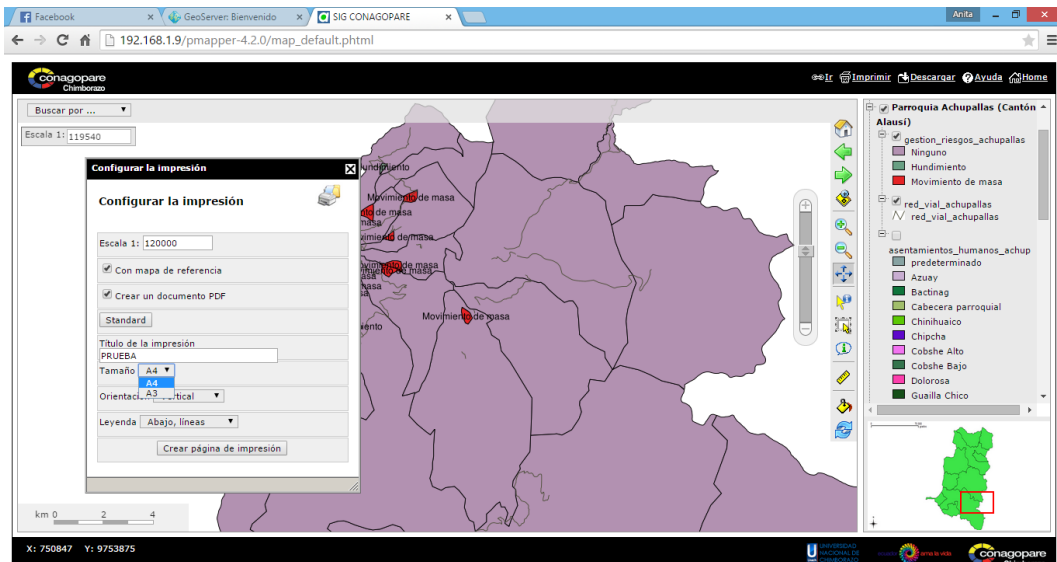 Facebook
GeoServer: Bienvenido
SIG CONAGOPARE
Anita
192.168.1.9/pmapper-4.2.0/map_default.phtml
conagopare
Chimborazo
Ir Imprimir Descargar Ayuda Home
Buscar por ...
Escala 1: 119540
Configurar la impresión
Configurar la impresión
Escala 1: 120000
Con mapa de referencia
Crear un documento PDF
Standard
Título de la impresión
PRUEBA
Tamaño A4
A4
A3
Leyenda Abajo, líneas
Crear página de impresión
Movimiento de masa
Movimiento de masa
km 0 2 4
Parroquia Achupallas (Cantón
Alausí)
gestion_riesgos_achupallas
Ninguno
Hundimiento
Movimiento de masa
red_vial_achupallas
red_vial_achupallas
asentamientos_humanos_achup
predeterminado
Azuay
Bactinag
Cabecera parroquial
Chinihuaico
Chipcha
Cobshe Alto
Cobshe Bajo
Dolorosa
Guailla Chico
X: 750847 Y: 9753875
UNIVERSIDAD
NACIONAL DE
CHIMBORAZO
conagopare